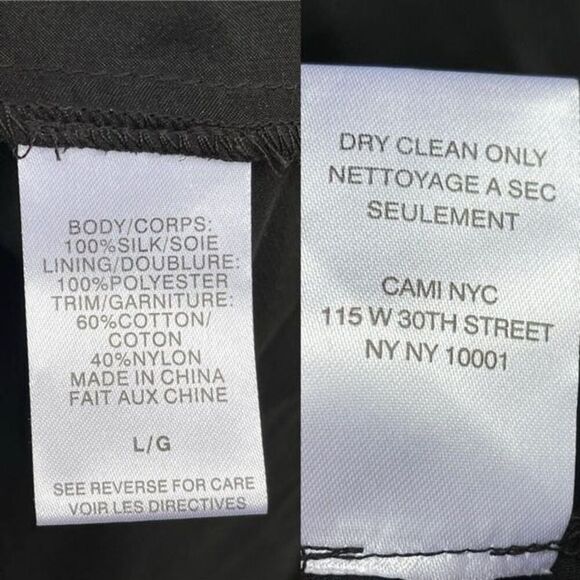 BODY/CORPS:
100%SILK/SOIE
LINING/DOUBLURE:
100%POLYESTER
TRIM/GARNITURE:
60%COTTON/
COTON
40%NYLON
MADE IN CHINA
FAIT AUX CHINE
L/G
SEE REVERSE FOR CARE
VOIR LES DIRECTIVES
DRY CLEAN ONLY
NETTOYAGE A SEC
SEULEMENT
CAMI NYC
115 W 30TH STREET
NY NY 10001